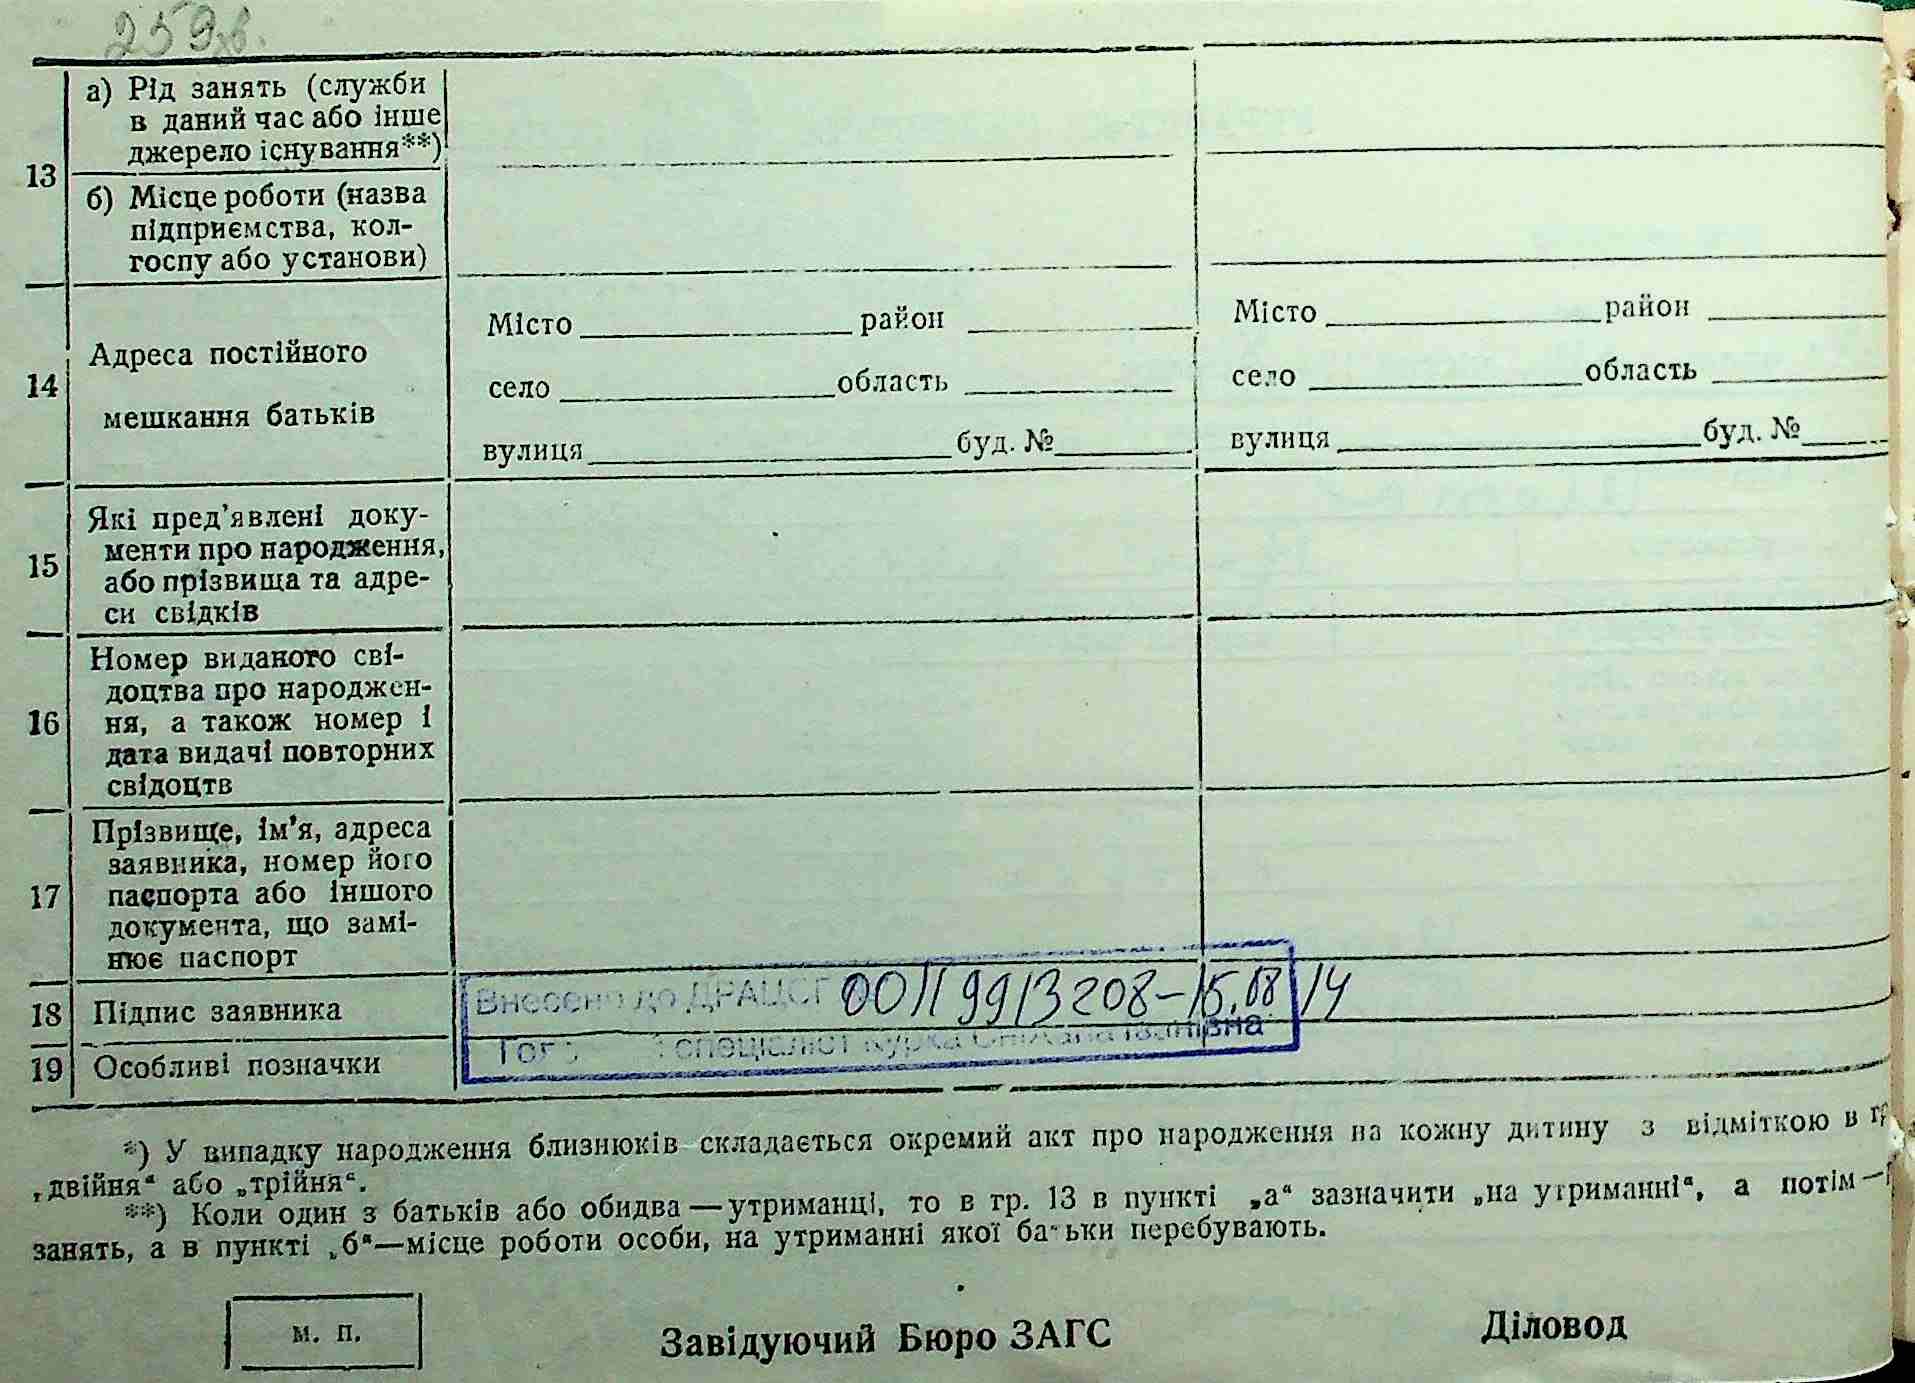 259зв.
13
а) Рід занять (служби
в даний час або інше
джерело існування**)
б) Місце роботи (назва
підприємства, кол-
госпу або установи)
14
Адреса постійного
мешкання батьків
Місто район
село область
вулиця буд. №
Місто район
село область
вулиця буд. №
15
Які пред’явлені доку-
менти про народження,
або прізвища та адре-
си свідків
16
Номер виданого сві-
доцтва про народжен-
ня, а також номер і
дата видачі повторних
свідоцтв
17
Прізвище, ім’я, адреса
заявника, номер його
паспорта або іншого
документа, що замі-
нює паспорт
18 Підпис заявника
Внесено до ДРАЦСГ 00119913208-15.08.14
спеціаліст Курка Сніжана Іванівна
19 Особливі позначки
*) У випадку народження близнюків складається окремий акт про народження на кожну дитину з відміткою в
„двійня“ або „трійня“.
**) Коли один з батьків або обидва — утриманці, то в гр. 13 в пункті „а“ зазначити „на утриманні“, а потім —
занять, а в пункті „б“—місце роботи особи, на утриманні якої батьки перебувають.
м. п.
Завідуючий Бюро ЗАГС
Діловод